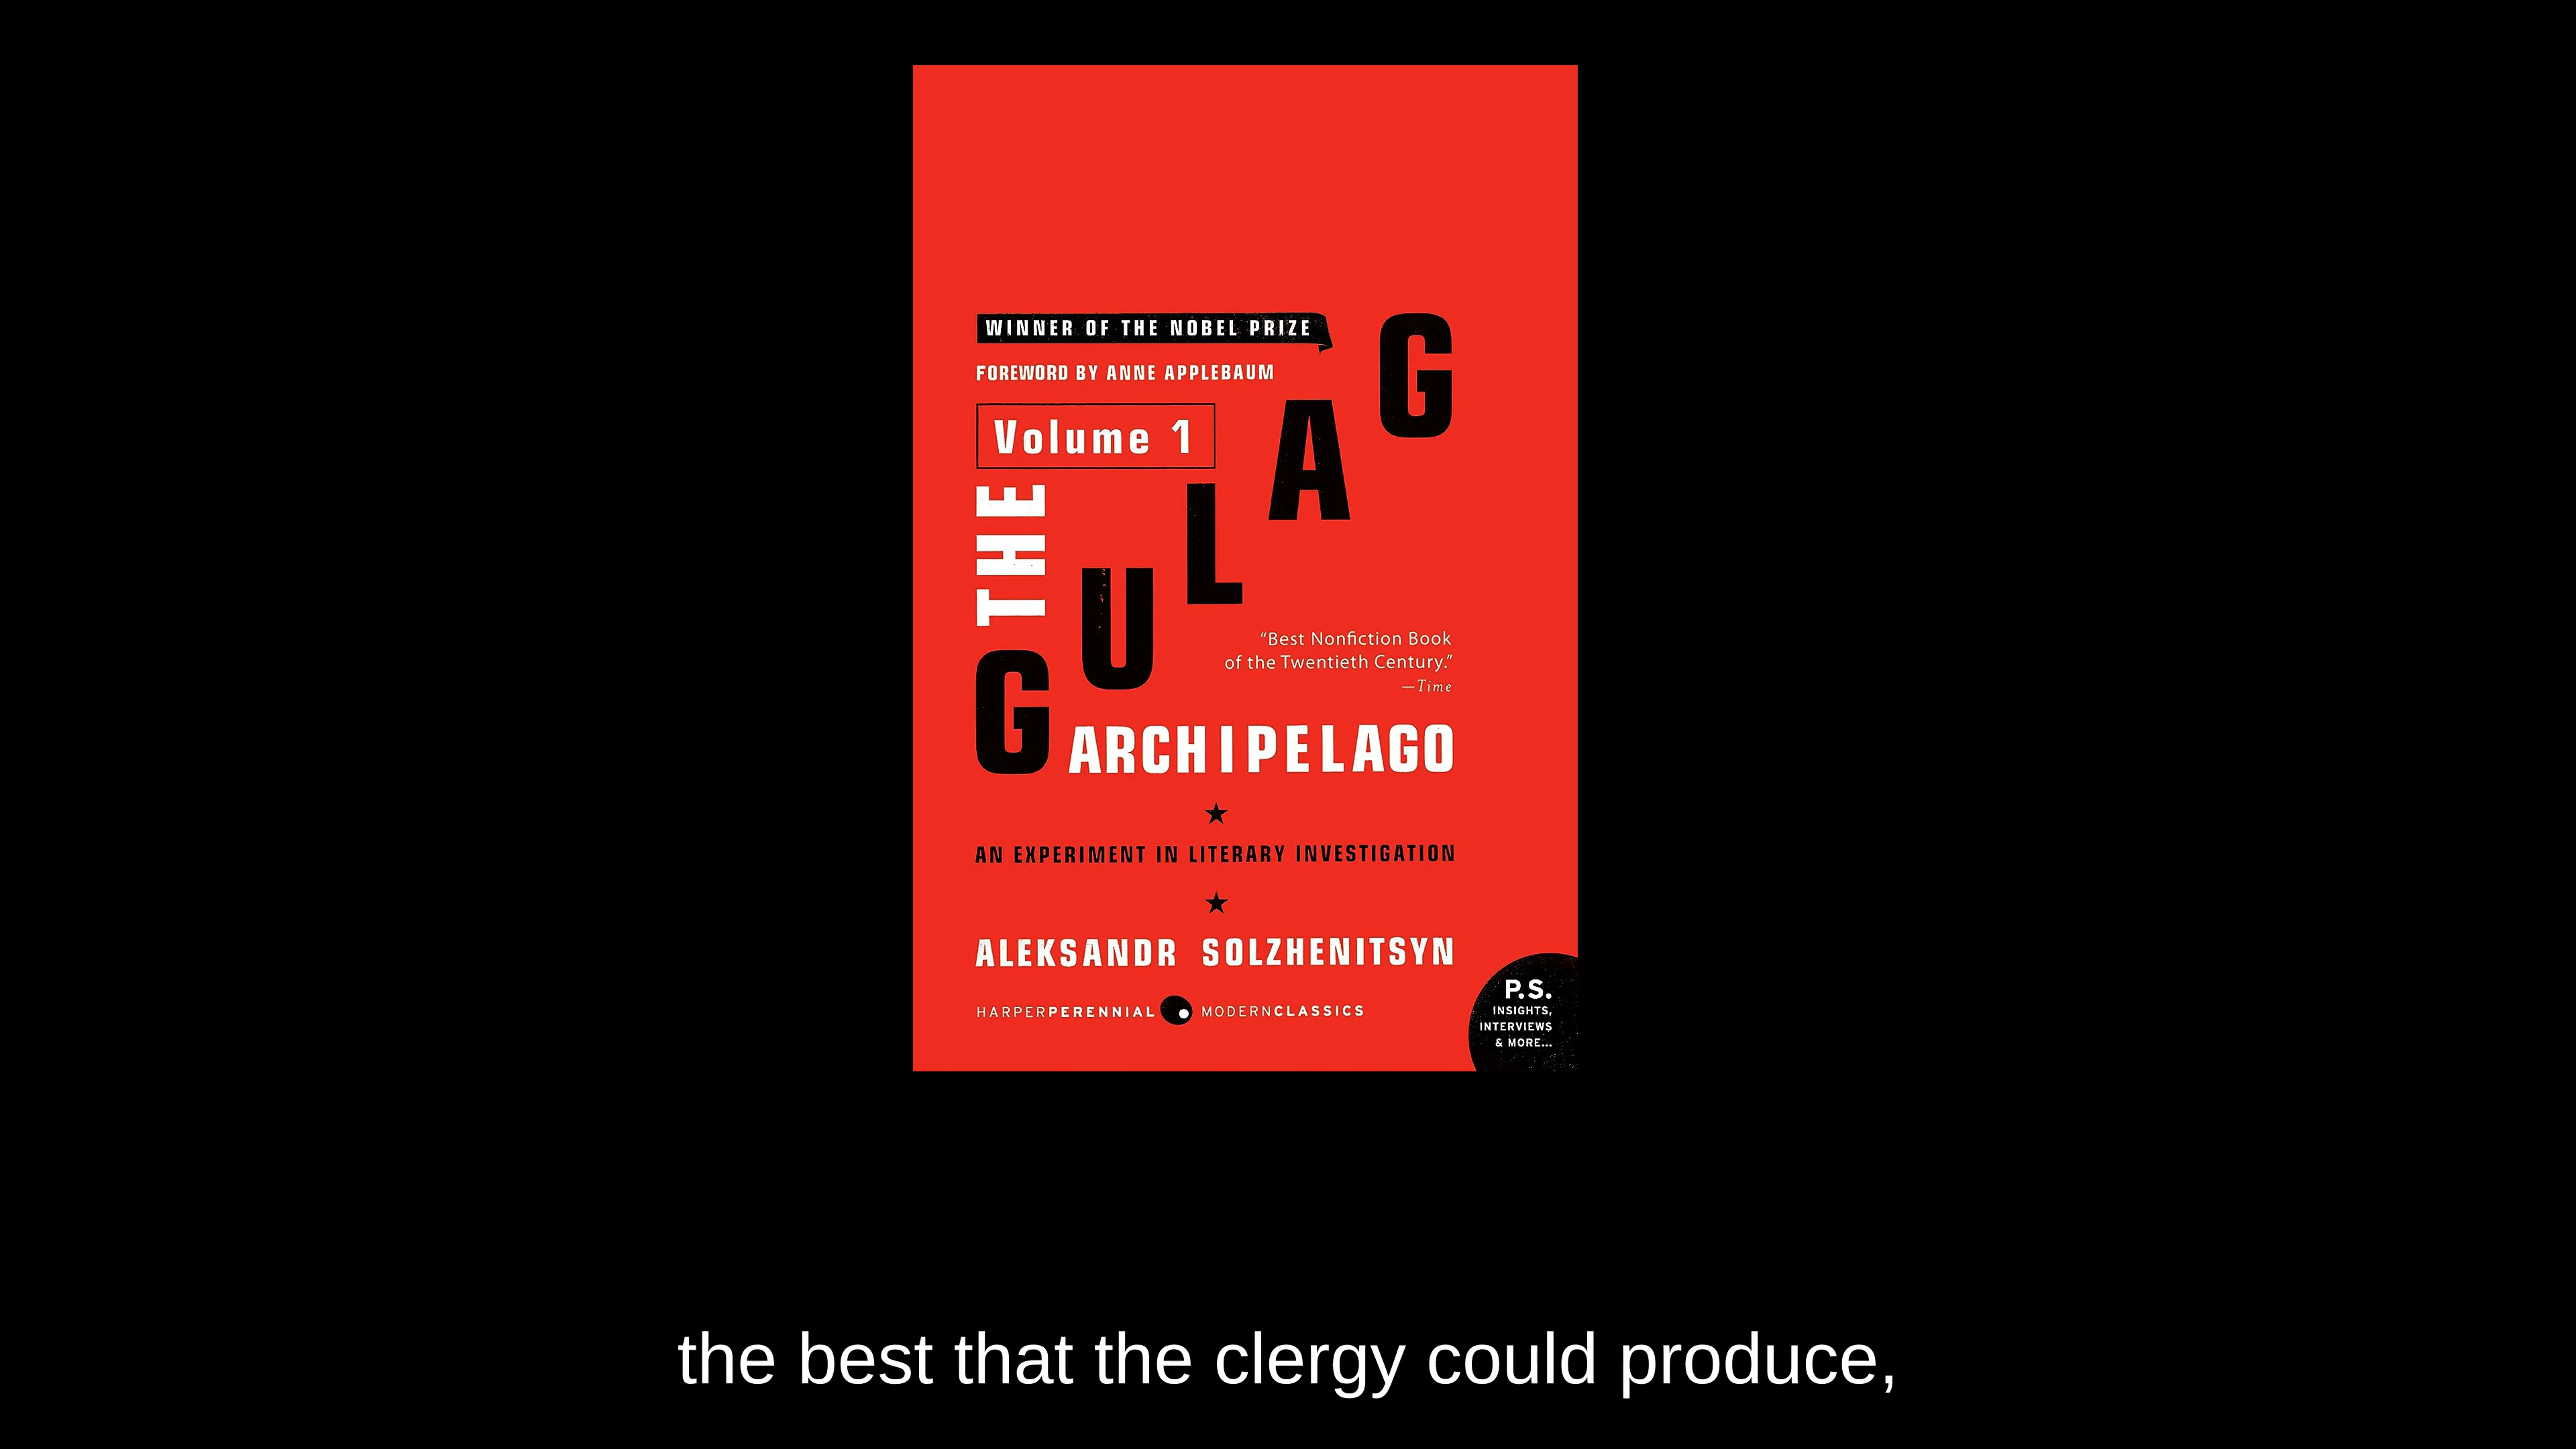 WINNER OF THE NOBEL PRIZE
FOREWORD BY ANNE APPLEBAUM
Volume 1
THE
GULAG
"Best Nonfiction Book
of the Twentieth Century."
—Time
ARCHIPELAGO
AN EXPERIMENT IN LITERARY INVESTIGATION
ALEKSANDR SOLZHENITSYN
HARPERPERENNIAL MODERNCLASSICS
P.S.
INSIGHTS,
INTERVIEWS
& MORE...
the best that the clergy could produce,